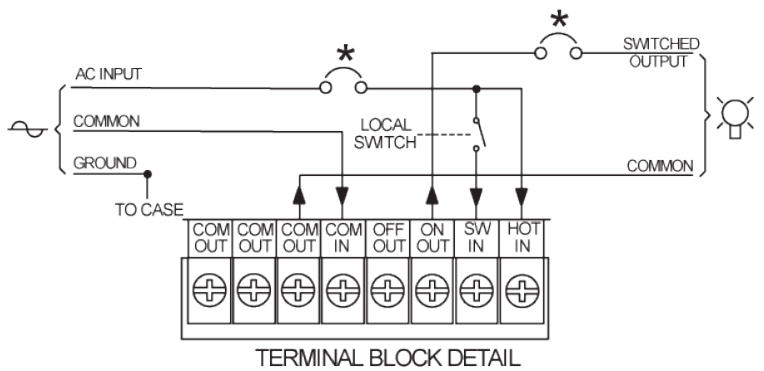 *
SWITCHED
OUTPUT
*
AC INPUT
COMMON
LOCAL
SWITCH
GROUND
COMMON
TO CASE
COM OUT
COM OUT
COM OUT
COM IN
OFF OUT
ON OUT
SW IN
HOT IN
TERMINAL BLOCK DETAIL